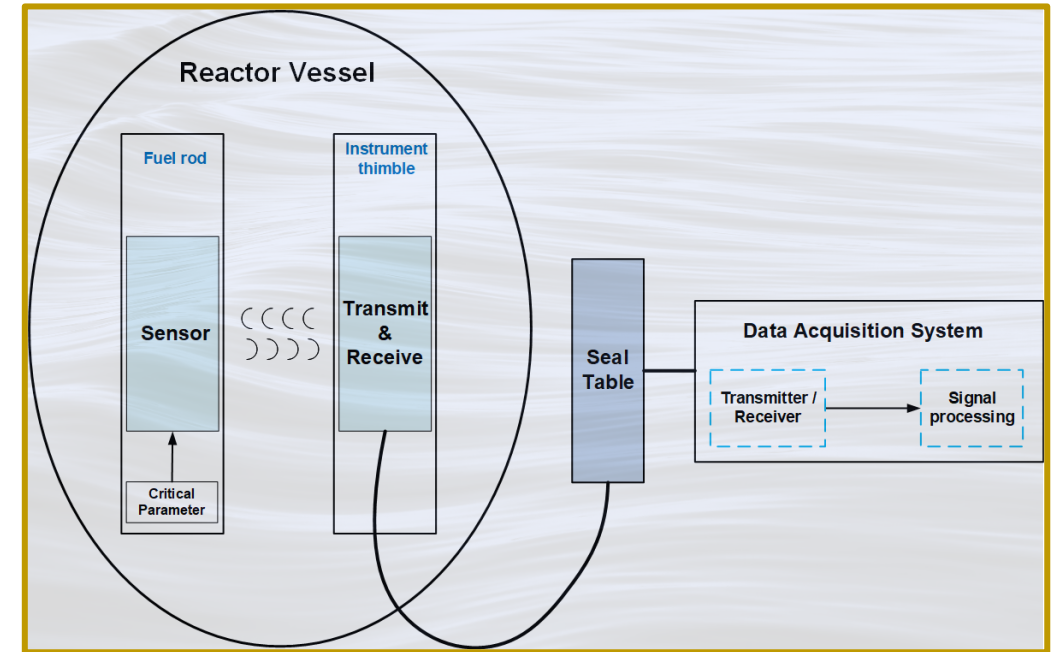 Reactor Vessel
Fuel rod
Instrument
thimble
Sensor
Transmit
&
Receive
Critical
Parameter
Seal
Table
Data Acquisition System
Transmitter /
Receiver
Signal
processing